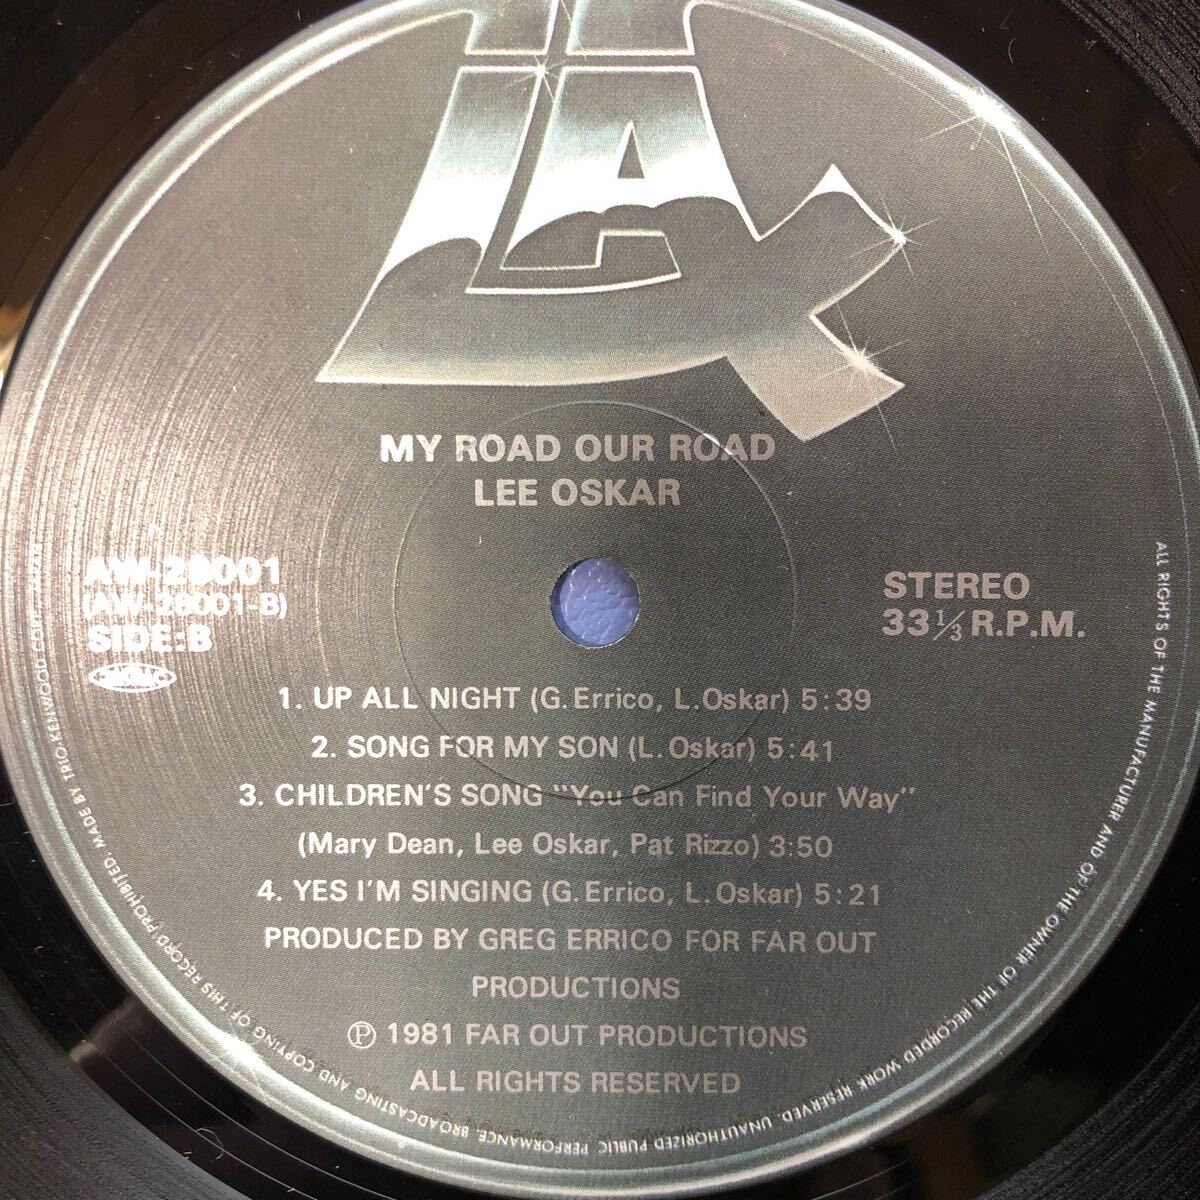 LA
MY ROAD OUR ROAD
LEE OSKAR
AW-28001
(AW-28001-B)
SIDE:B
STEREO
33 1/3 R.P.M.
1. UP ALL NIGHT (G.Errico, L.Oskar) 5:39
2. SONG FOR MY SON (L.Oskar) 5:41
3. CHILDREN'S SONG "You Can Find Your Way"
(Mary Dean, Lee Oskar, Pat Rizzo) 3:50
4. YES I'M SINGING (G.Errico, L.Oskar) 5:21
PRODUCED BY GREG ERRICO FOR FAR OUT
PRODUCTIONS
Ⓟ 1981 FAR OUT PRODUCTIONS
ALL RIGHTS RESERVED
ALL RIGHTS OF THE MANUFACTURER AND OF THE OWNER OF THE RECORDED WORK RESERVED. UNAUTHORIZED PUBLIC PERFORMANCE, BROADCASTING AND COPYING OF THIS RECORD PROHIBITED. MADE BY TRIO-KENWOOD CORP. JAPAN